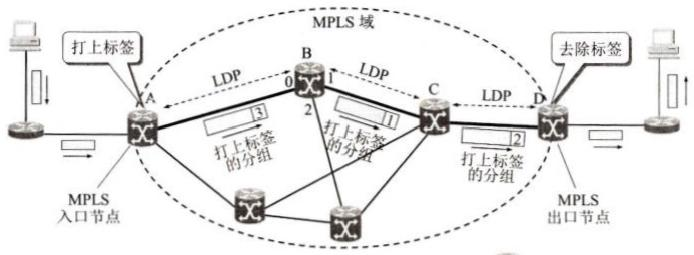 MPLS 域
打上标签
去除标签
B
LDP
0
1
LDP
C
LDP
A
D
3
2
1
打上标签
的分组
打上标签
的分组
2
打上标签
的分组
MPLS
入口节点
MPLS
出口节点